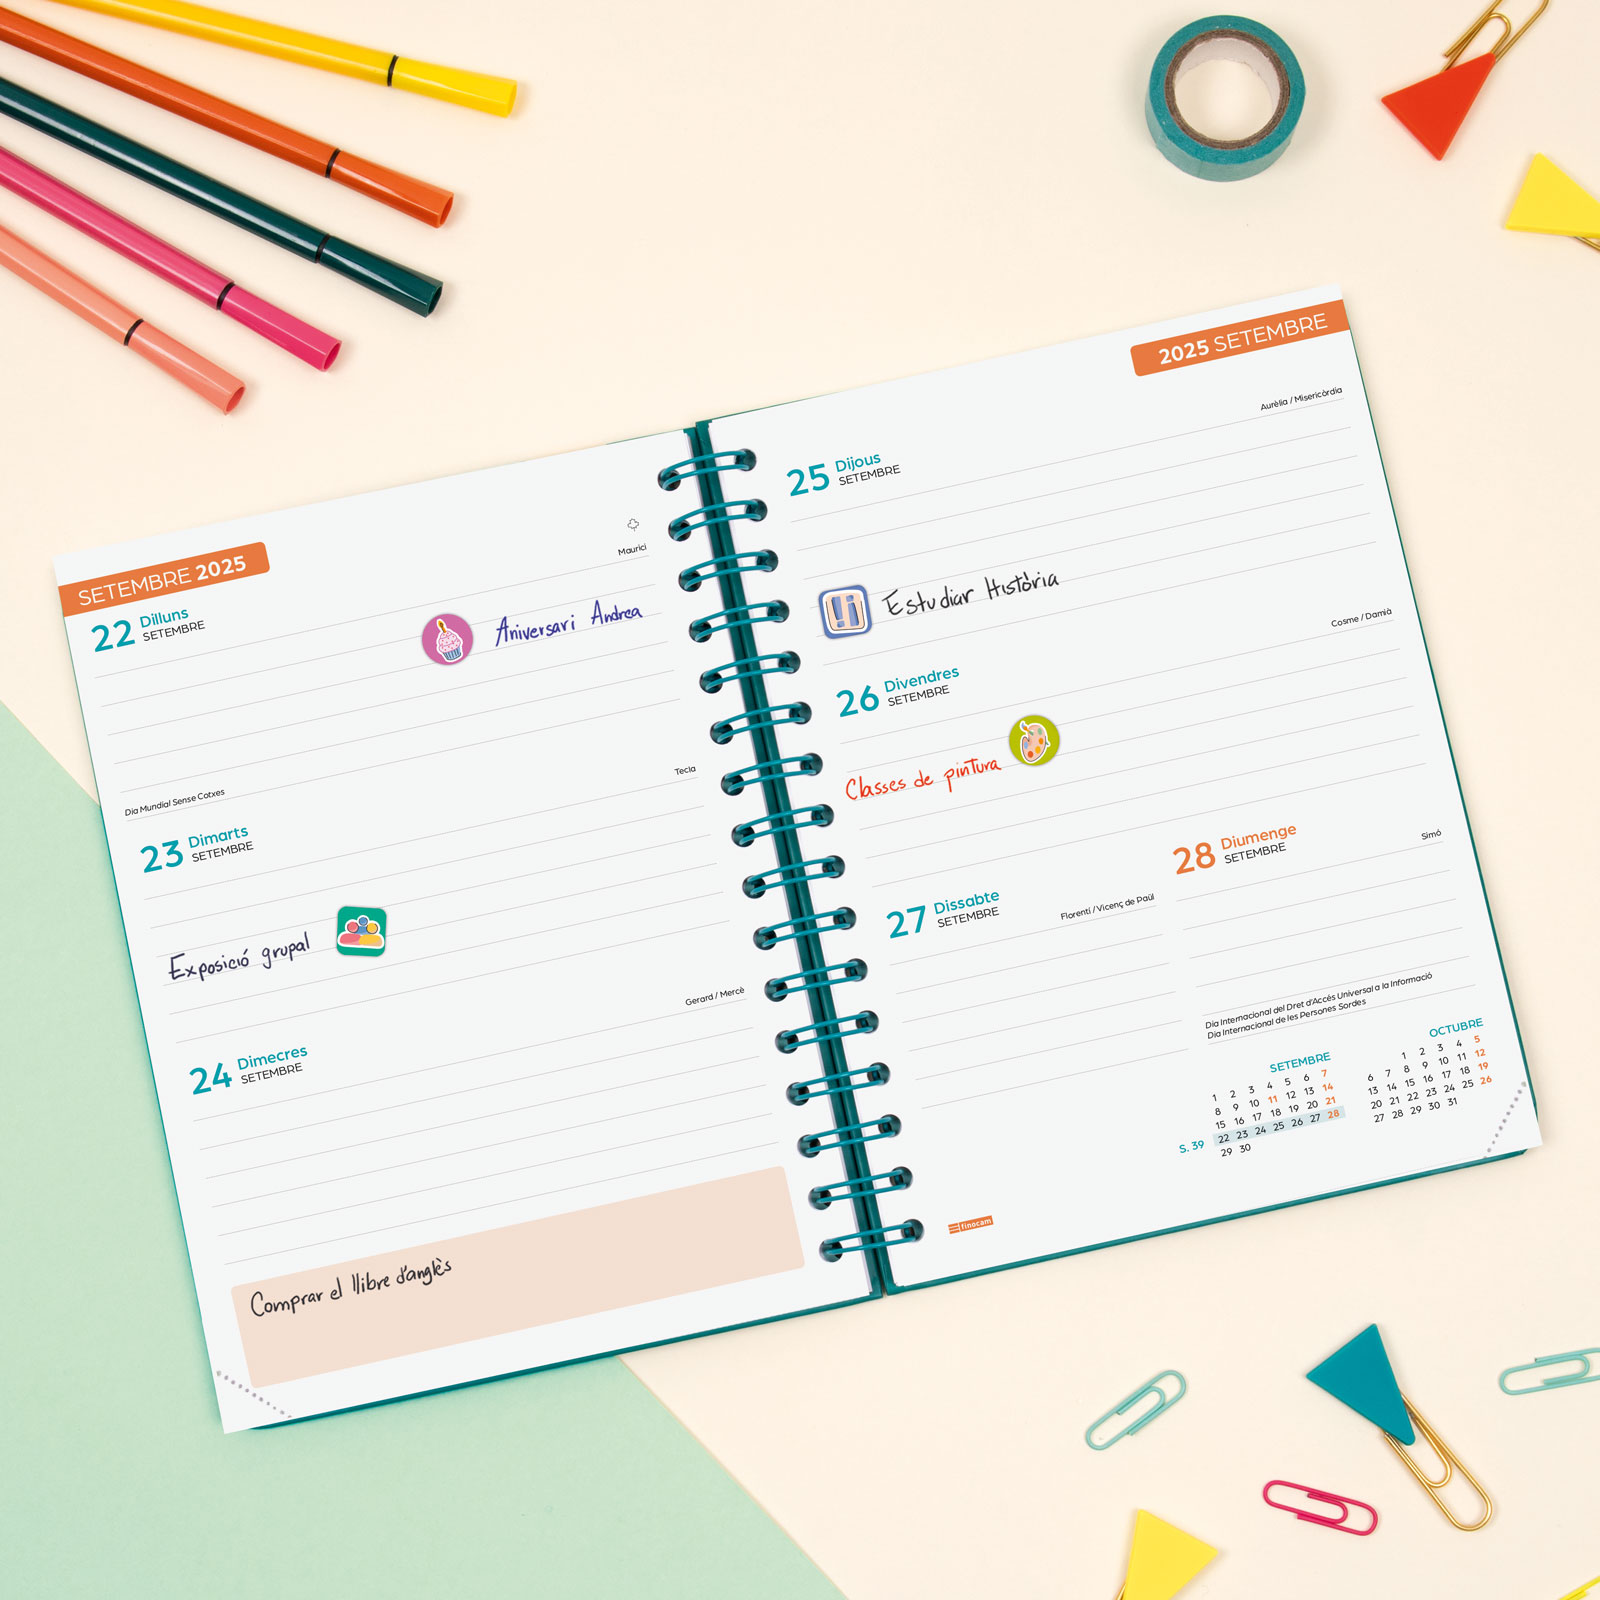 SETEMBRE 2025
22 Dilluns
SETEMBRE
Maurici
Aniversari Andrea
Dia Mundial Sense Cotxes
23 Dimarts
SETEMBRE
Tecla
Exposició grupal
24 Dimecres
SETEMBRE
Gerard / Mercè
Comprar el llibre d'anglès
2025 SETEMBRE
25 Dijous
SETEMBRE
Aurèlia / Misericòrdia
Estudiar Història
26 Divendres
SETEMBRE
Cosme / Damià
Classes de pintura
27 Dissabte
SETEMBRE
Florentí / Vicenç de Paül
28 Diumenge
SETEMBRE
Simó
Dia Internacional del Dret d'Accés Universal a la Informació
Dia Internacional de les Persones Sordes
SETEMBRE
1 2 3 4 5 6 7
8 9 10 11 12 13 14
15 16 17 18 19 20 21
S. 39 22 23 24 25 26 27 28
29 30
OCTUBRE
1 2 3 4 5
6 7 8 9 10 11 12
13 14 15 16 17 18 19
20 21 22 23 24 25 26
27 28 29 30 31
finocam